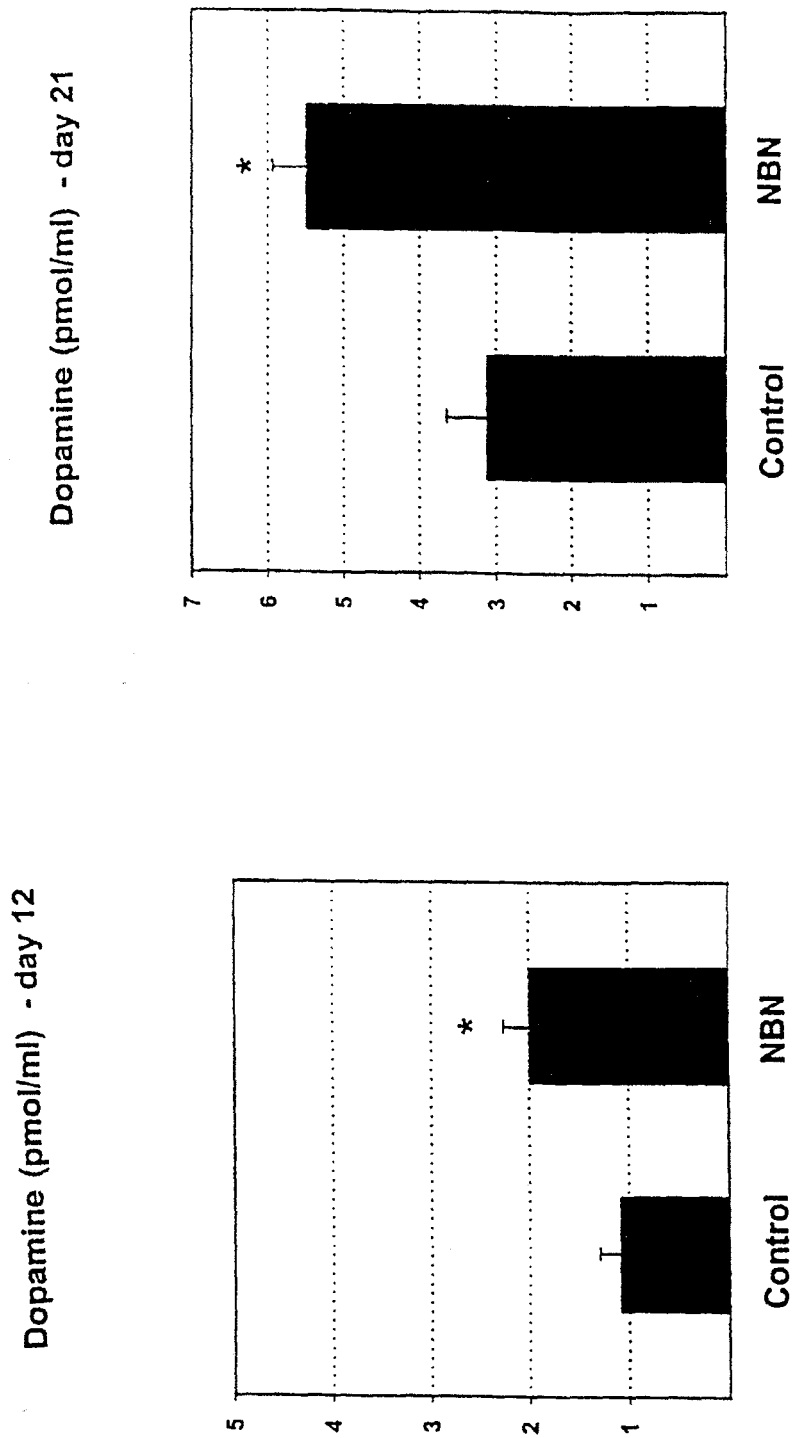 Dopamine (pmol/ml) - day 12
5
4
3
2
1
*
Control
NBN
Dopamine (pmol/ml) - day 21
7
6
5
4
3
2
1
*
Control
NBN